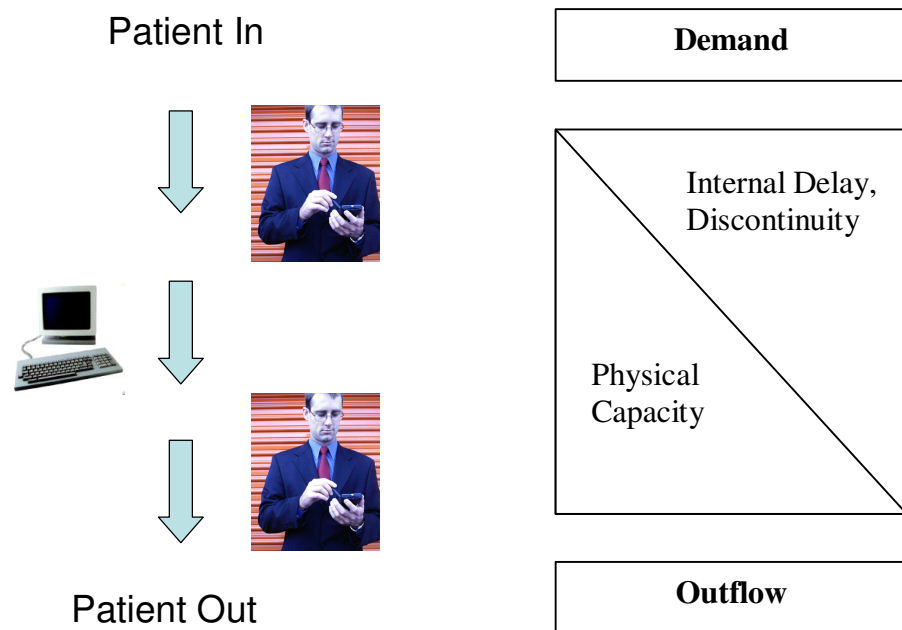 Patient In
Demand
Internal Delay,
Discontinuity
Physical
Capacity
Patient Out
Outflow